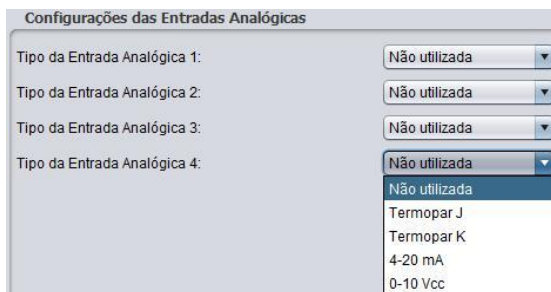 Configurações das Entradas Analógicas
Tipo da Entrada Analógica 1: Não utilizada
Tipo da Entrada Analógica 2: Não utilizada
Tipo da Entrada Analógica 3: Não utilizada
Tipo da Entrada Analógica 4: Não utilizada
Não utilizada
Termopar J
Termopar K
4-20 mA
0-10 Vcc